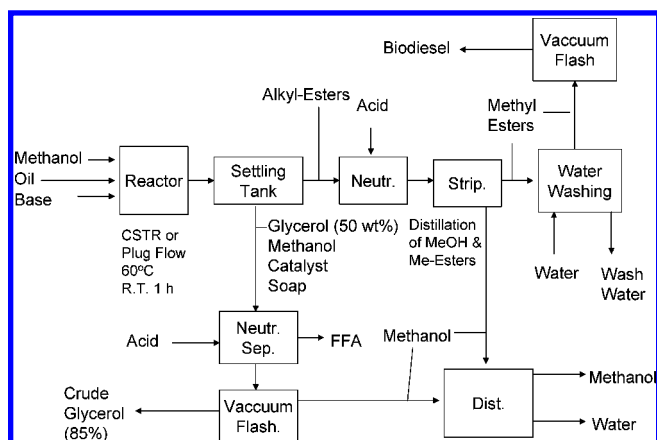 Biodiesel
Vaccuum
Flash
Alkyl-Esters
Acid
Methyl
Esters
Methanol
Oil
Base
Reactor
Settling
Tank
Neutr.
Strip.
Water
Washing
CSTR or
Plug Flow
60ºC
R.T. 1 h
Glycerol (50 wt%)
Methanol
Catalyst
Soap
Distillation
of MeOH &
Me-Esters
Water
Wash
Water
Acid
Neutr.
Sep.
FFA
Methanol
Crude
Glycerol
(85%)
Vaccuum
Flash.
Dist.
Methanol
Water